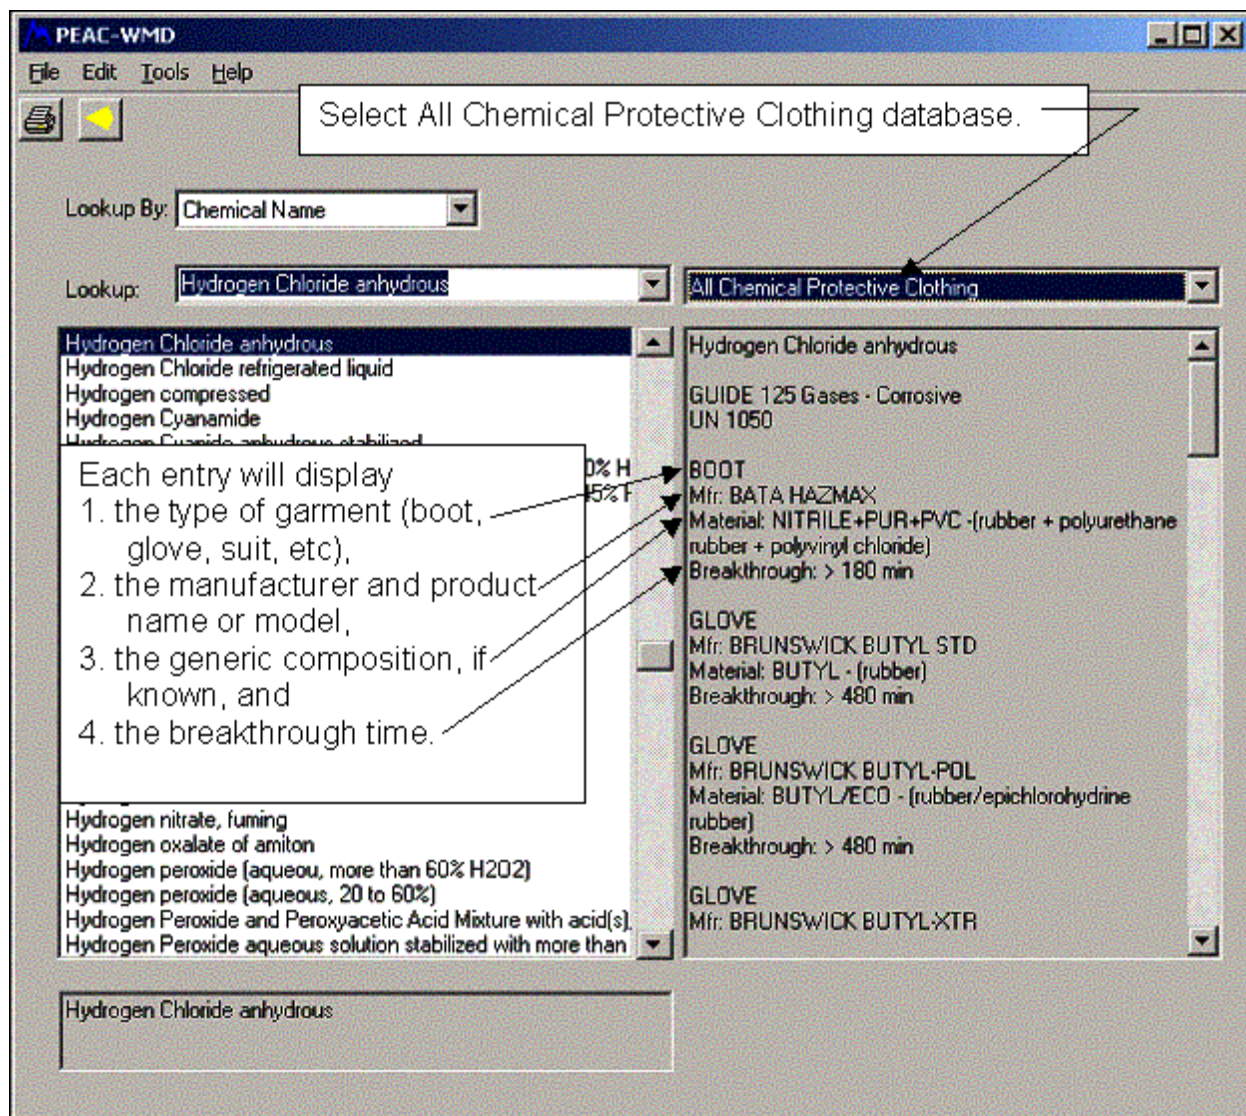 PEAC-WMD
File Edit Tools Help
Select All Chemical Protective Clothing database.
Lookup By: Chemical Name
Lookup: Hydrogen Chloride anhydrous
All Chemical Protective Clothing
Hydrogen Chloride anhydrous
Hydrogen Chloride refrigerated liquid
Hydrogen compressed
Hydrogen Cyanamide
Hydrogen Cyanide anhydrous stabilized
0% H
45% H
Each entry will display
1. the type of garment (boot,
glove, suit, etc),
2. the manufacturer and product
name or model,
3. the generic composition, if
known, and
4. the breakthrough time.
Hydrogen nitrate, fuming
Hydrogen oxalate of amiton
Hydrogen peroxide (aqueou, more than 60% H2O2)
Hydrogen peroxide (aqueous, 20 to 60%)
Hydrogen Peroxide and Peroxyacetic Acid Mixture with acid(s),
Hydrogen Peroxide aqueous solution stabilized with more than
Hydrogen Chloride anhydrous
GUIDE 125 Gases - Corrosive
UN 1050
BOOT
Mfr: BATA HAZMAX
Material: NITRILE+PUR+PVC -(rubber + polyurethane
rubber + polyvinyl chloride)
Breakthrough: > 180 min
GLOVE
Mfr: BRUNSWICK BUTYL STD
Material: BUTYL - (rubber)
Breakthrough: > 480 min
GLOVE
Mfr: BRUNSWICK BUTYL-POL
Material: BUTYL/ECO - (rubber/epichlorohydrine
rubber)
Breakthrough: > 480 min
GLOVE
Mfr: BRUNSWICK BUTYL-XTR
Hydrogen Chloride anhydrous